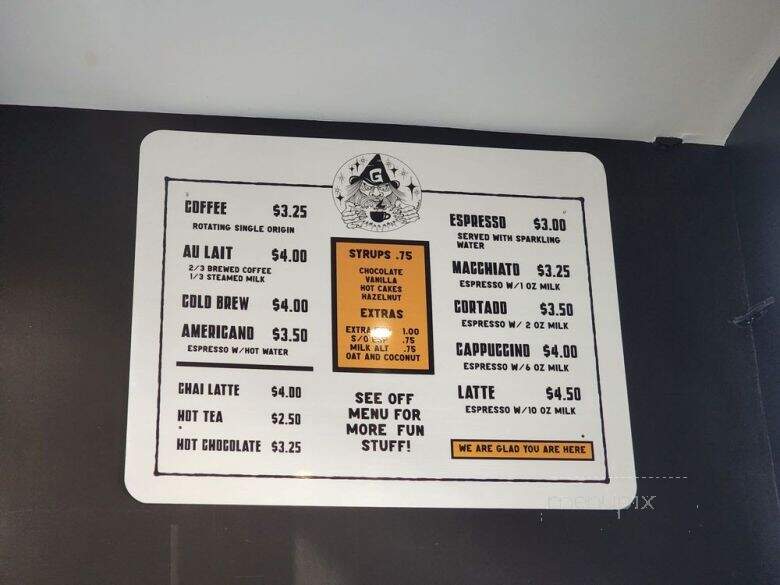 G
COFFEE $3.25
ROTATING SINGLE ORIGIN
AU LAIT $4.00
2/3 BREWED COFFEE
1/3 STEAMED MILK
COLD BREW $4.00
AMERICANO $3.50
ESPRESSO W/HOT WATER
CHAI LATTE $4.00
HOT TEA $2.50
HOT CHOCOLATE $3.25
SYRUPS .75
CHOCOLATE
VANILLA
HOT CAKES
HAZELNUT
EXTRAS
EXTRA 1.00
S/O ESP .75
MILK ALT .75
OAT AND COCONUT
SEE OFF
MENU FOR
MORE FUN
STUFF!
ESPRESSO $3.00
SERVED WITH SPARKLING
WATER
MACCHIATO $3.25
ESPRESSO W/1 OZ MILK
CORTADO $3.50
ESPRESSO W/ 2 OZ MILK
CAPPUCCINO $4.00
ESPRESSO W/6 OZ MILK
LATTE $4.50
ESPRESSO W/10 OZ MILK
WE ARE GLAD YOU ARE HERE
menupix